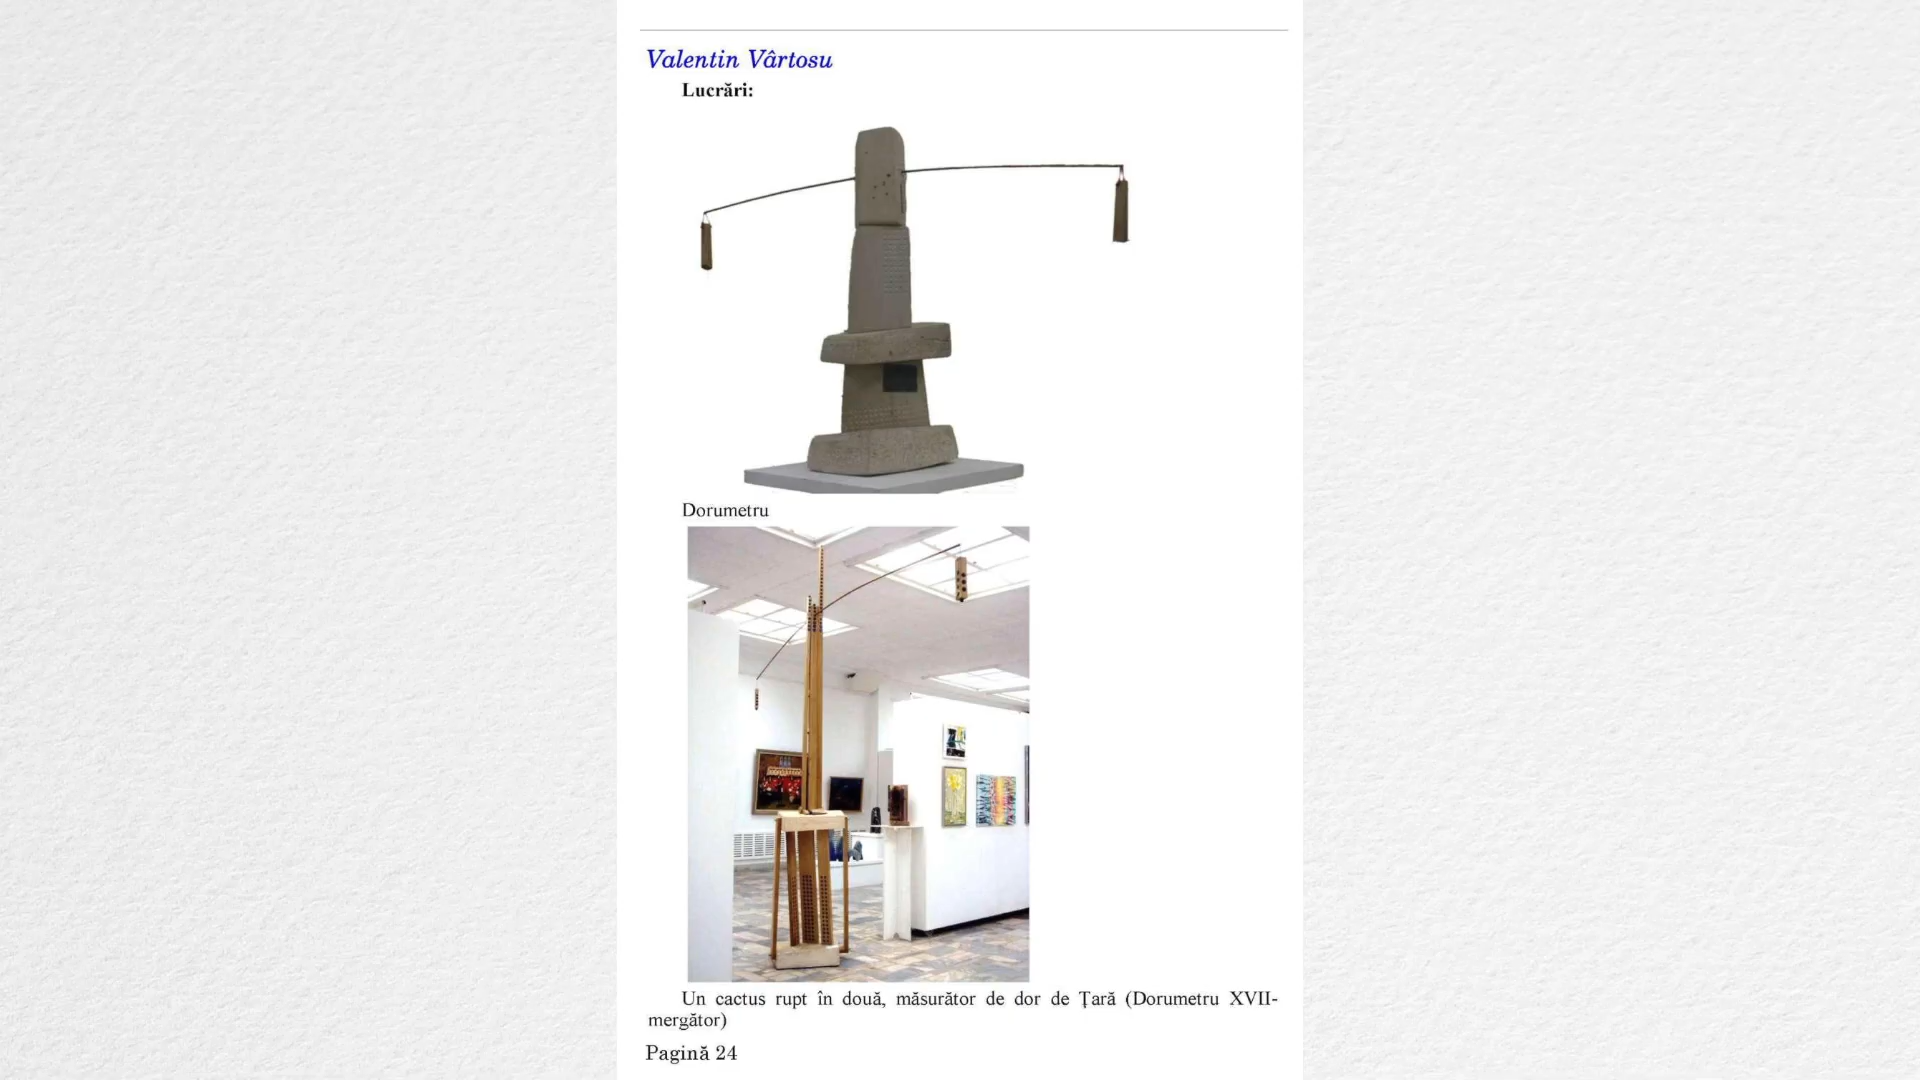 Valentin Vârtosu
Lucrări:
Dorumetru
Un cactus rupt în două, măsurător de dor de Țară (Dorumetru XVII-
mergător)
Pagină 24